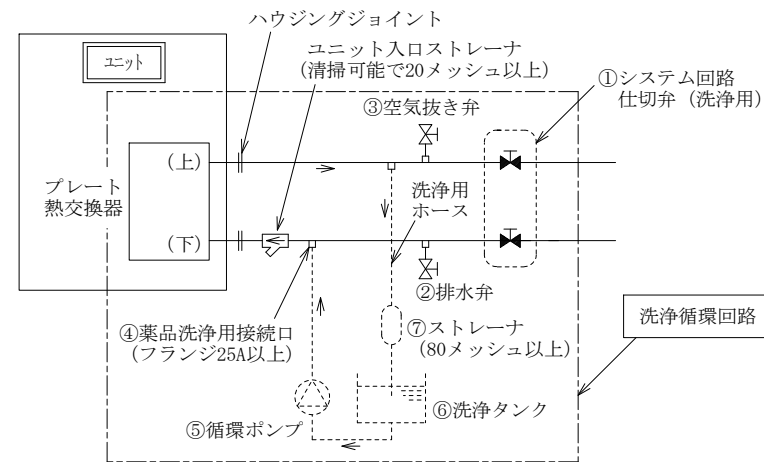 ハウジングジョイント
ユニット
ユニット入口ストレーナ
(清掃可能で20メッシュ以上)
①システム回路
仕切弁 (洗浄用)
③空気抜き弁
(上)
プレート
熱交換器
洗浄用
ホース
(下)
②排水弁
④薬品洗浄用接続口
(フランジ25A以上)
⑦ストレーナ
(80メッシュ以上)
洗浄循環回路
⑥洗浄タンク
⑤循環ポンプ